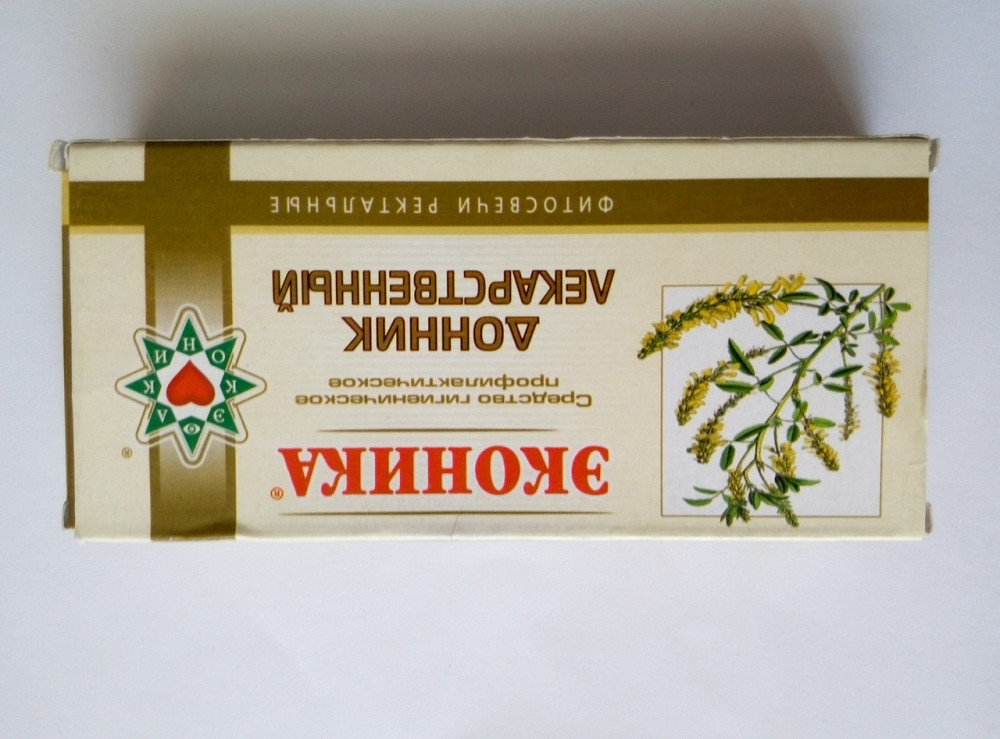 ЭКОНИКА®
Средство гигиеническое
профилактическое
ДОННИК
ЛЕКАРСТВЕННЫЙ
ФИТОСВЕЧИ РЕКТАЛЬНЫЕ
ЭКОНИКА
®